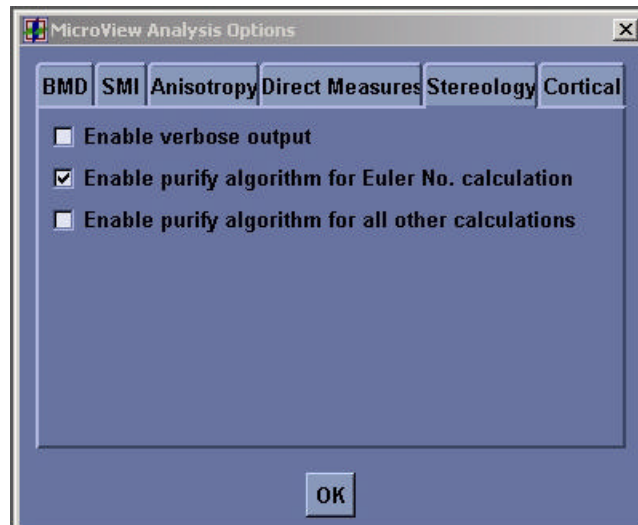 MicroView Analysis Options
BMD SMI Anisotropy Direct Measures Stereology Cortical
Enable verbose output
Enable purify algorithm for Euler No. calculation
Enable purify algorithm for all other calculations
OK